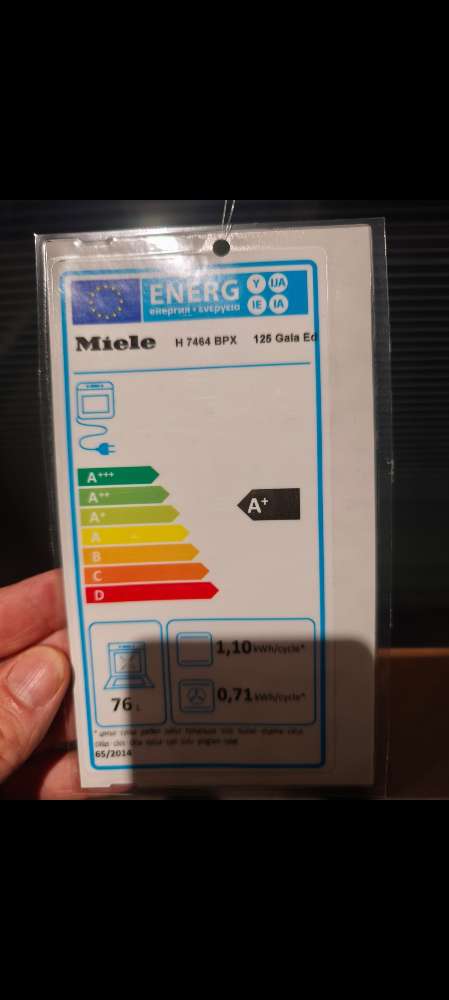 ENERG
Y
IJA
енергия · ενεργεια
IE
IA
Miele H 7464 BPX 125 Gala Ed
A+++
A++
A+
A+
A
B
C
D
1,10 kWh/cycle*
0,71 kWh/cycle*
76 L
65/2014